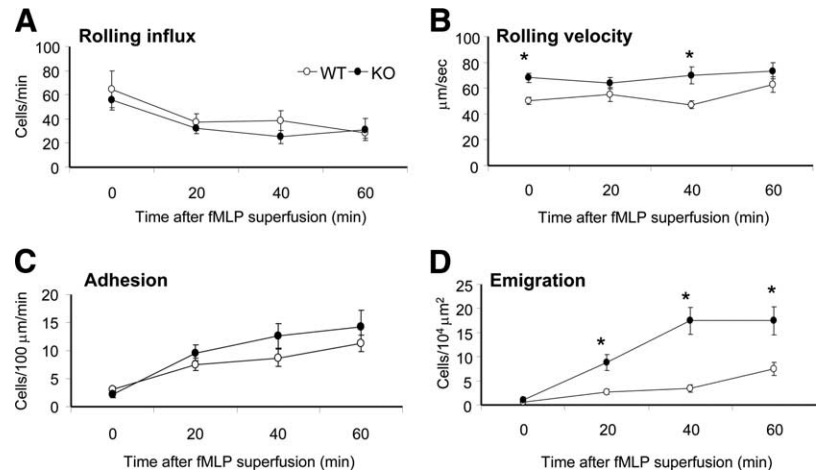 A Rolling influx
100
80
60
40
20
0
Cells/min
WT KO
0 20 40 60
Time after fMLP superfusion (min)
B Rolling velocity
100
80
60
40
20
0
μm/sec
* *
0 20 40 60
Time after fMLP superfusion (min)
C Adhesion
20
15
10
5
0
Cells/100 μm/min
0 20 40 60
Time after fMLP superfusion (min)
D Emigration
25
20
15
10
5
0
Cells/10⁴ μm²
* * *
0 20 40 60
Time after fMLP superfusion (min)